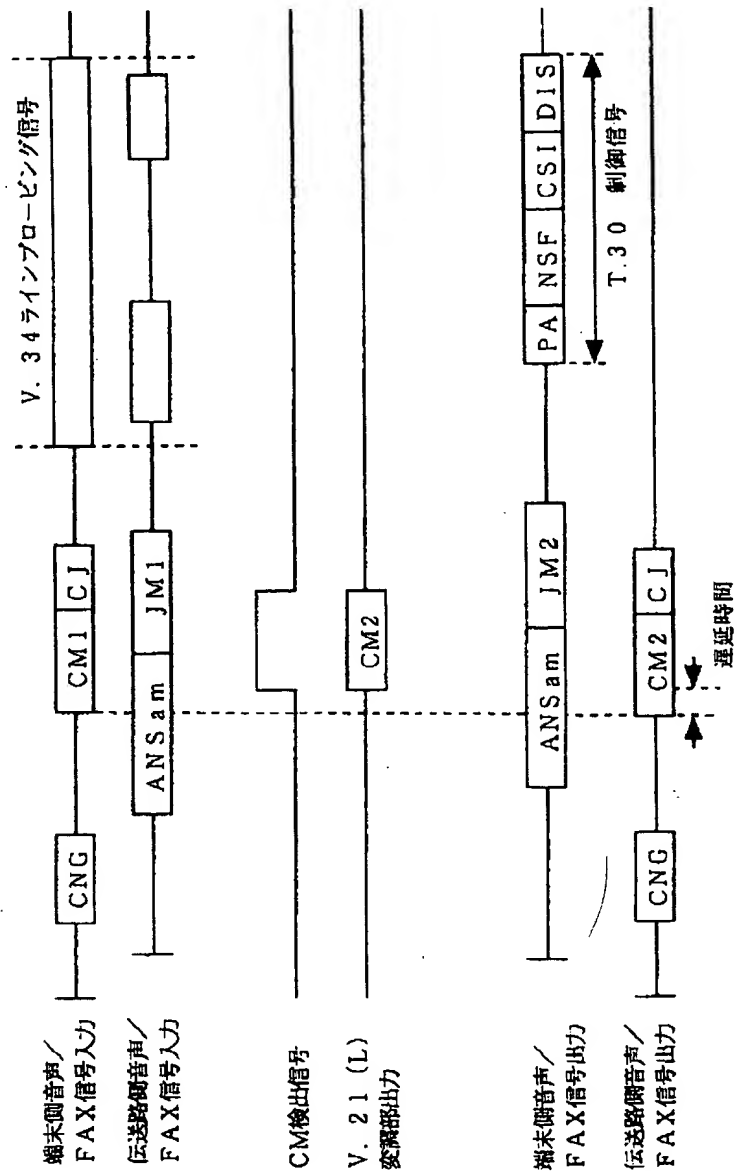 端末側音声/
FAX信号入力
CNG
CM1 CJ
V.34ラインプロービング信号
伝送路側音声/
FAX信号入力
ANSam JM1
CM検出信号
V.21(L)
変調部出力
CM2
端末側音声/
FAX信号出力
ANSam JM2
PA NSF CSI DIS
T.30 制御信号
伝送路側音声/
FAX信号出力
CNG
CM2 CJ
遅延時間